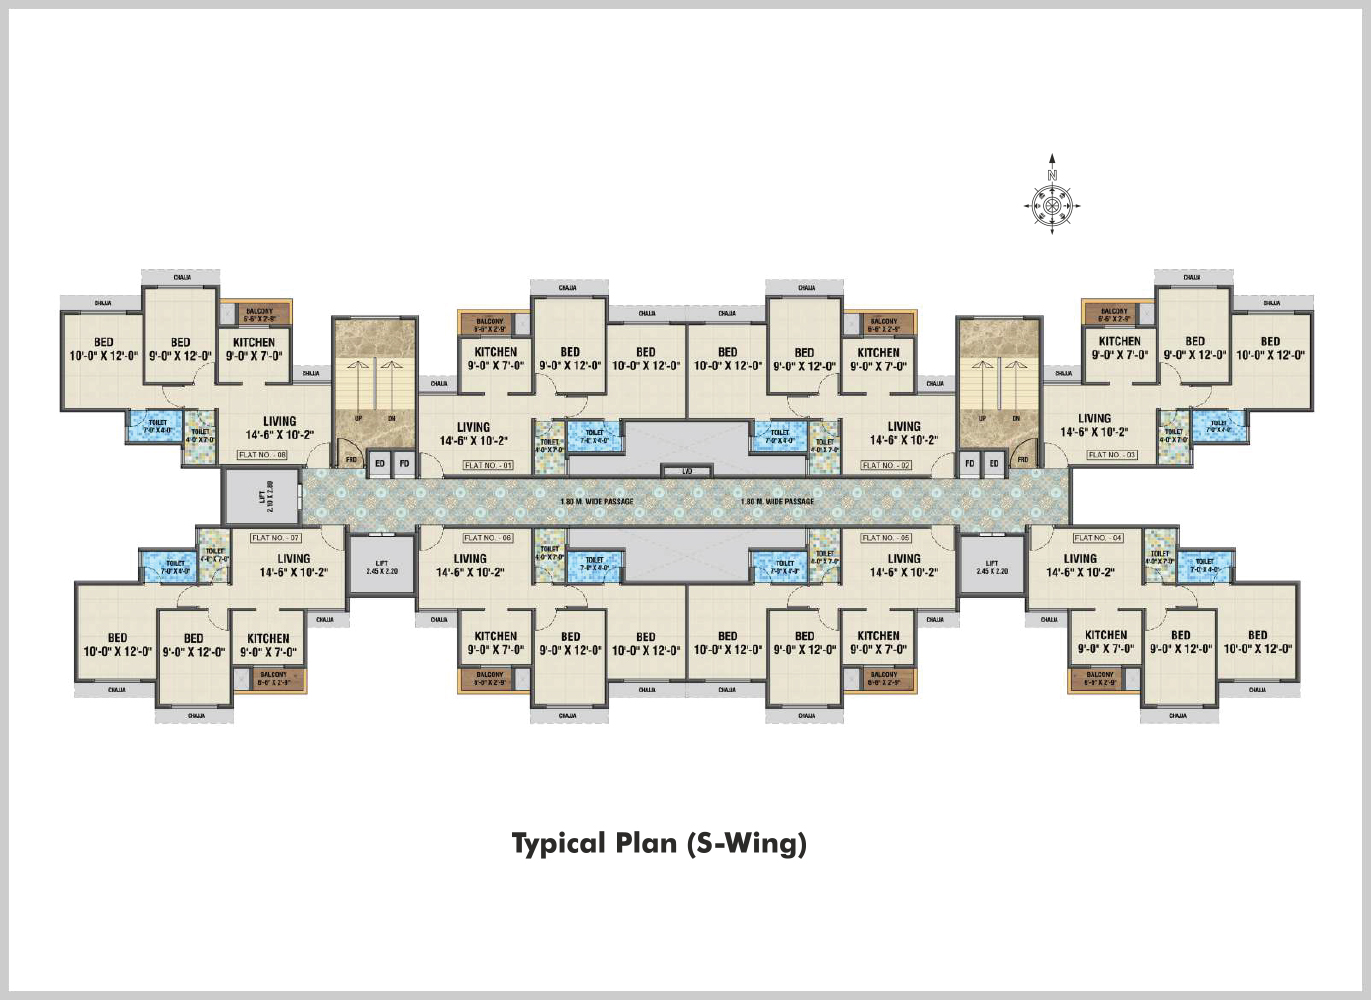 N
CHAJJA
CHAJJA
BED
10'-0" X 12'-0"
BED
9'-0" X 12'-0"
BALCONY
6'-6" X 2'-9"
KITCHEN
9'-0" X 7'-0"
CHAJJA
TOILET
7'-0" X 4'-0"
TOILET
4'-0" X 7'-0"
LIVING
14'-6" X 10'-2"
FLAT NO. - 08
UP DN
FRD
ED FD
CHAJJA
BALCONY
6'-6" X 2'-9"
KITCHEN
9'-0" X 7'-0"
CHAJJA
BED
9'-0" X 12'-0"
CHAJJA
BED
10'-0" X 12'-0"
LIVING
14'-6" X 10'-2"
FLAT NO. - 01
TOILET
4'-0" X 7'-0"
TOILET
7'-0" X 4'-0"
CHAJJA
BED
10'-0" X 12'-0"
CHAJJA
BED
9'-0" X 12'-0"
BALCONY
6'-6" X 2'-9"
KITCHEN
9'-0" X 7'-0"
CHAJJA
TOILET
7'-0" X 4'-0"
TOILET
4'-0" X 7'-0"
LIVING
14'-6" X 10'-2"
FLAT NO. - 02
UP DN
FD ED
FRD
CHAJJA
BALCONY
6'-6" X 2'-9"
KITCHEN
9'-0" X 7'-0"
CHAJJA
BED
9'-0" X 12'-0"
CHAJJA
BED
10'-0" X 12'-0"
LIVING
14'-6" X 10'-2"
FLAT NO. - 03
TOILET
4'-0" X 7'-0"
TOILET
7'-0" X 4'-0"
LIFT
1.80 M. WIDE PASSAGE
1.80 M. WIDE PASSAGE
FLAT NO. - 07
LIVING
14'-6" X 10'-2"
TOILET
4'-0" X 7'-0"
TOILET
7'-0" X 4'-0"
BED
10'-0" X 12'-0"
BED
9'-0" X 12'-0"
KITCHEN
9'-0" X 7'-0"
CHAJJA
BALCONY
6'-6" X 2'-9"
CHAJJA
CHAJJA
LIFT
2.45 X 2.20
FLAT NO. - 06
LIVING
14'-6" X 10'-2"
TOILET
4'-0" X 7'-0"
TOILET
7'-0" X 4'-0"
CHAJJA
KITCHEN
9'-0" X 7'-0"
BED
9'-0" X 12'-0"
BED
10'-0" X 12'-0"
BALCONY
CHAJJA
CHAJJA
TOILET
7'-0" X 4'-0"
TOILET
4'-0" X 7'-0"
FLAT NO. - 05
LIVING
14'-6" X 10'-2"
BED
10'-0" X 12'-0"
BED
9'-0" X 12'-0"
KITCHEN
9'-0" X 7'-0"
CHAJJA
BALCONY
6'-6" X 2'-9"
CHAJJA
CHAJJA
LIFT
2.45 X 2.20
FLAT NO. - 04
LIVING
14'-6" X 10'-2"
TOILET
4'-0" X 7'-0"
TOILET
7'-0" X 4'-0"
CHAJJA
KITCHEN
9'-0" X 7'-0"
BED
9'-0" X 12'-0"
BED
10'-0" X 12'-0"
BALCONY
CHAJJA
CHAJJA
Typical Plan (S-Wing)